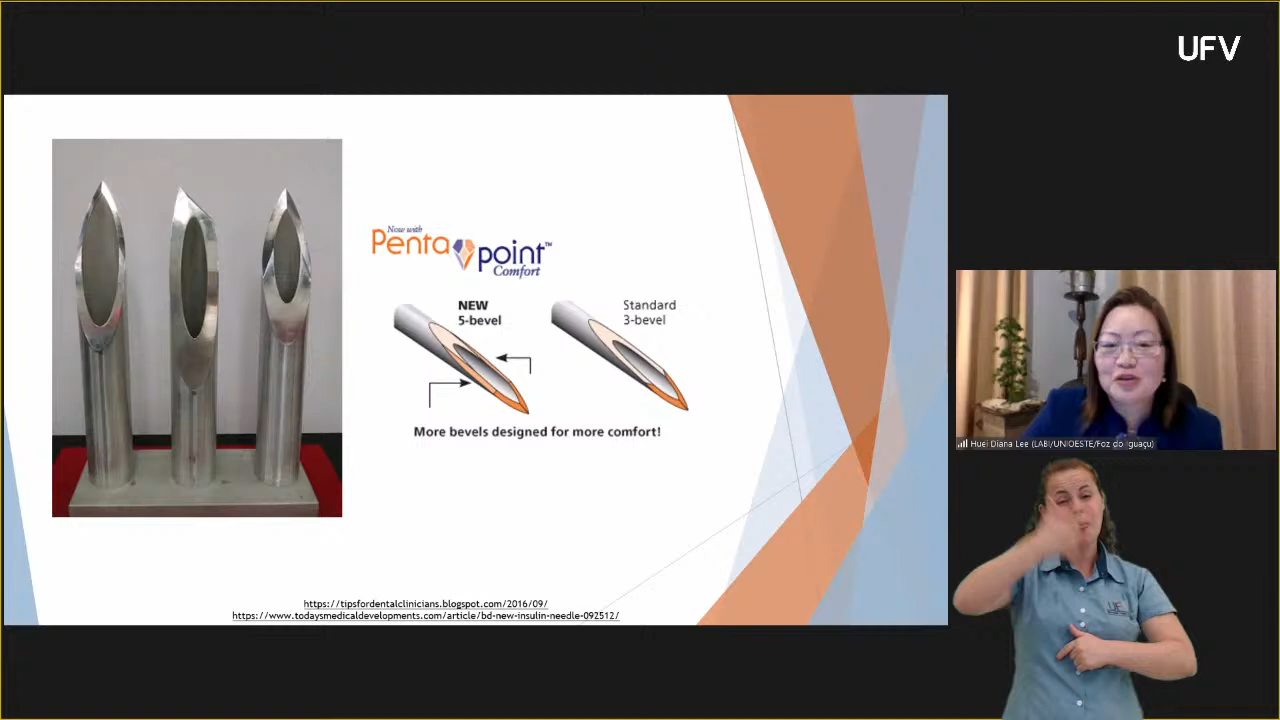 UFV
Now with
Penta point™
Comfort
NEW
5-bevel
Standard
3-bevel
More bevels designed for more comfort!
https://tipsfordentalclinicians.blogspot.com/2016/09/
https://www.todaysmedicaldevelopments.com/article/bd-new-insulin-needle-092512/
Huei Diana Lee (LABI/UNIOESTE/Foz do Iguaçu)